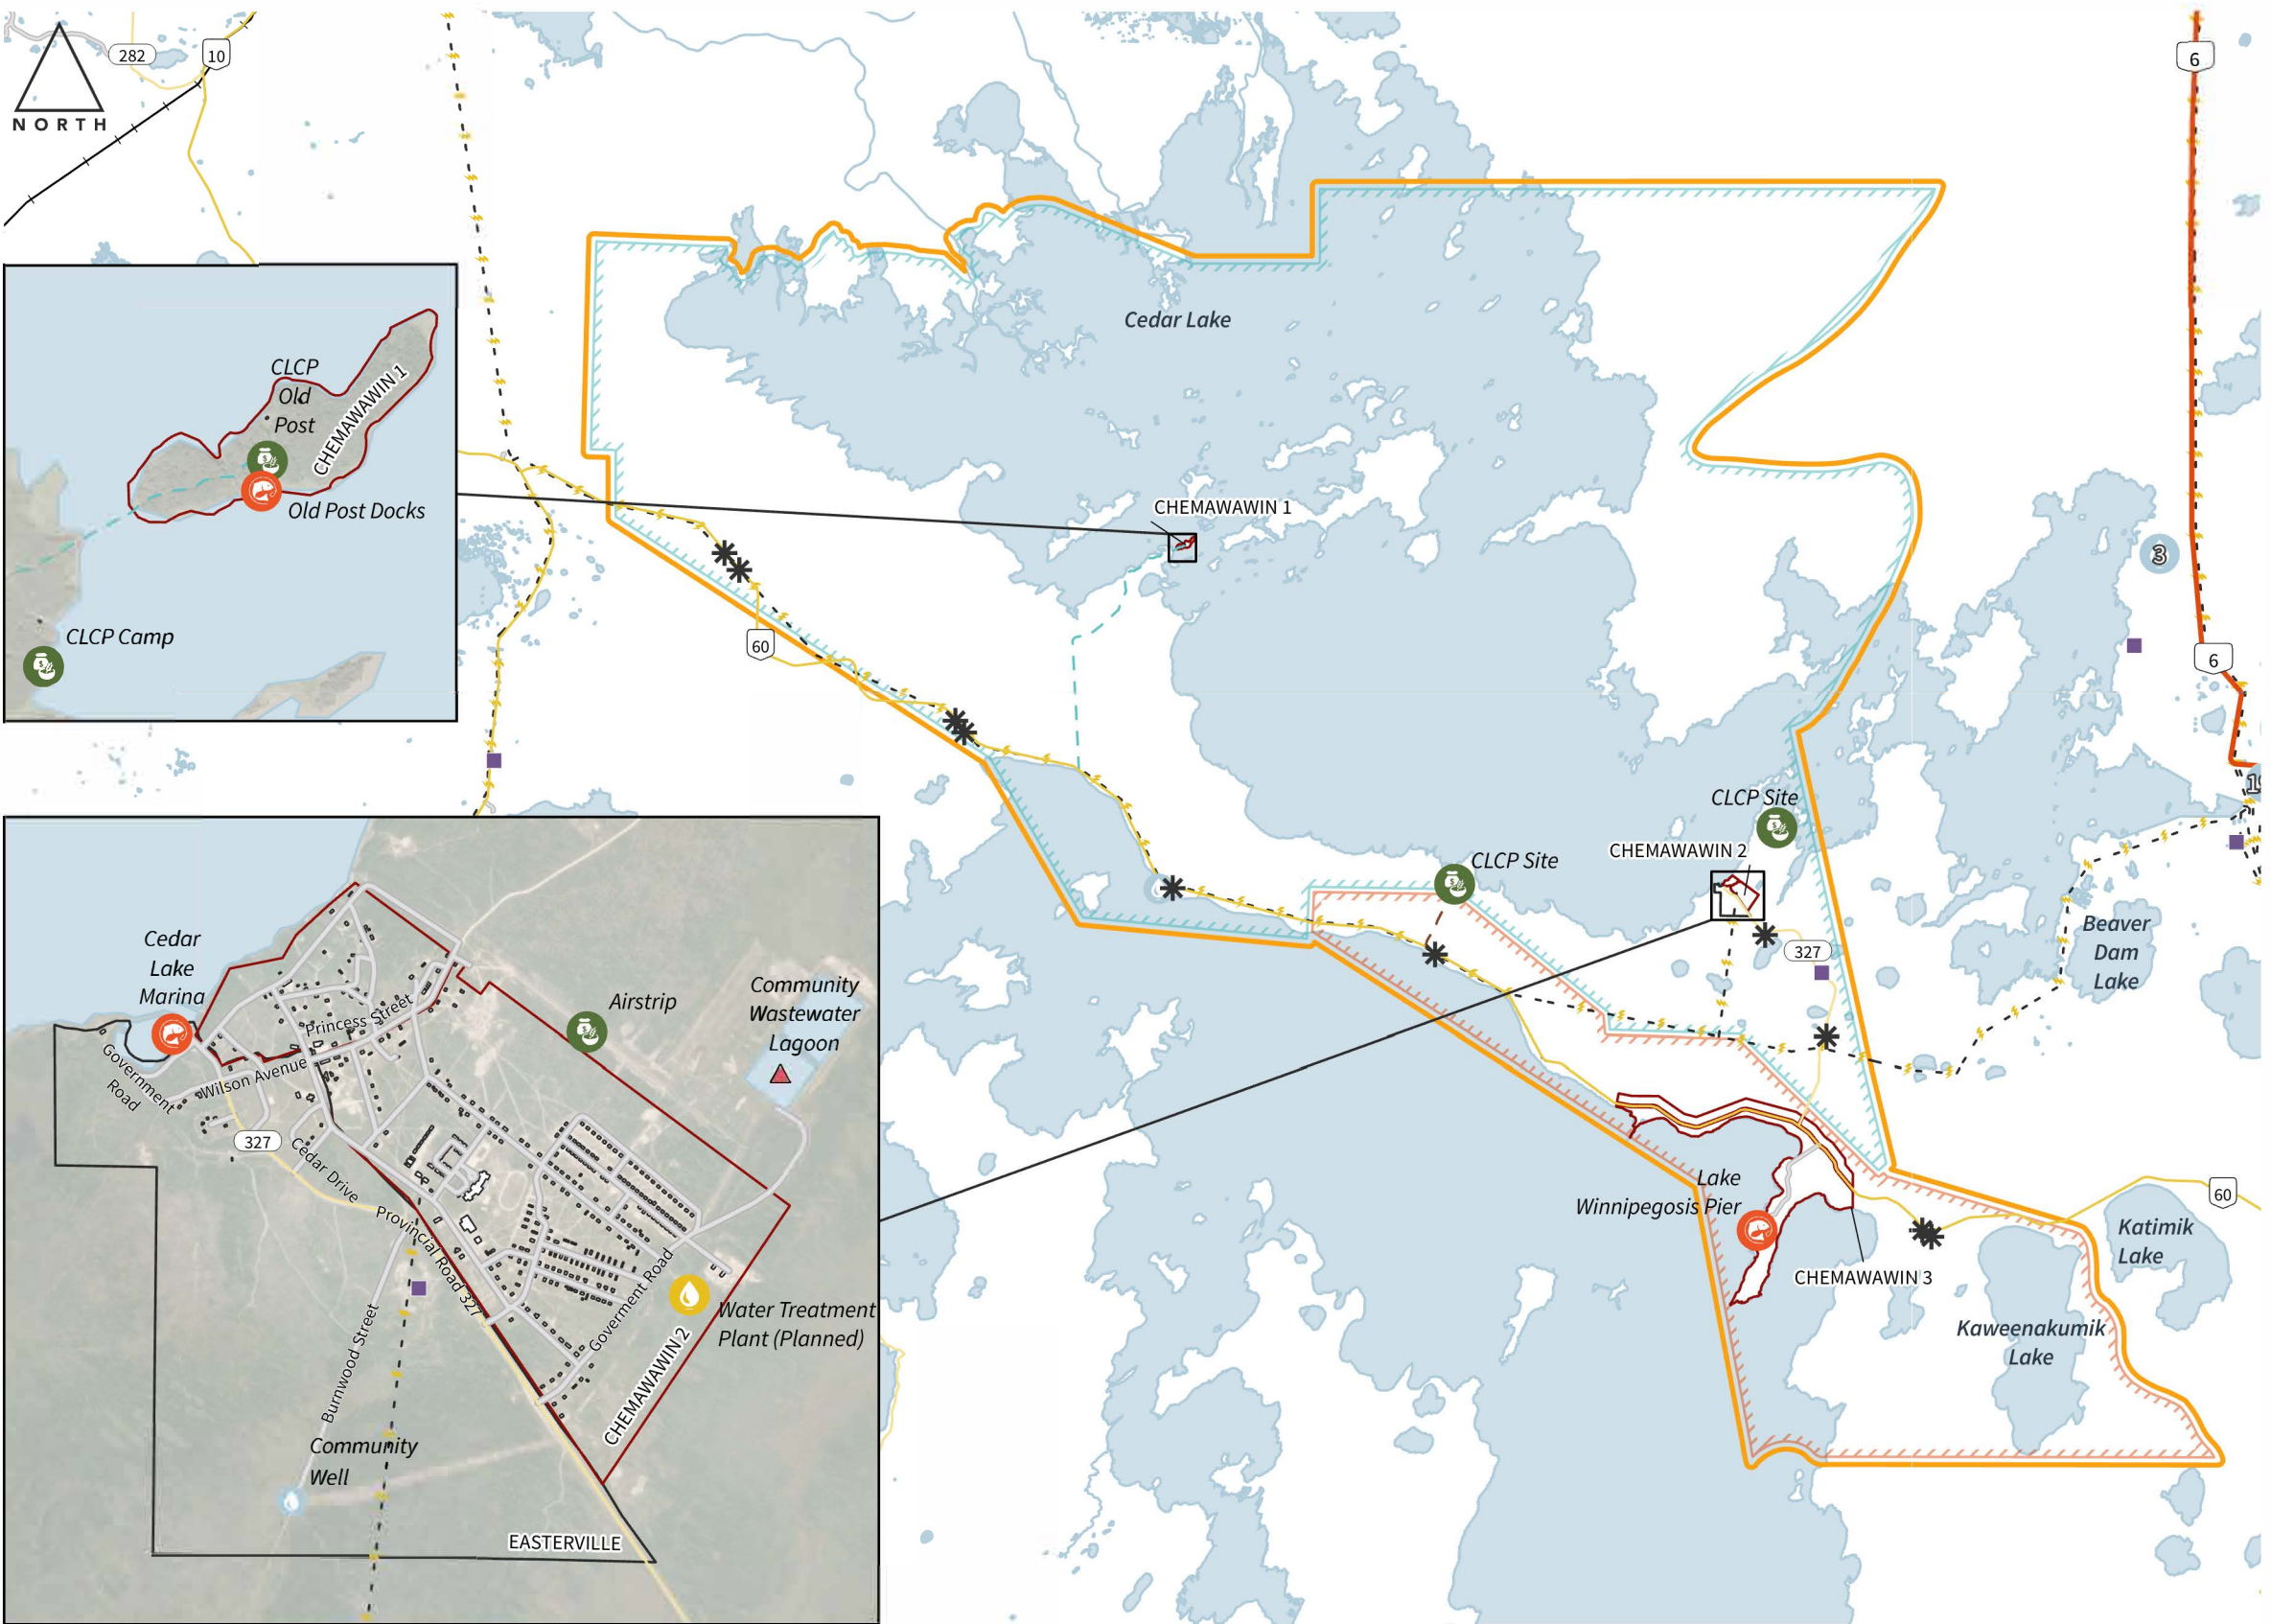 282
10
6
NORTH
Cedar Lake
CLCP
Old
Post
CHEMAWAWIN 1
Old Post Docks
CLCP Camp
CHEMAWAWIN 1
3
60
6
CLCP Site
CHEMAWAWIN 2
CLCP Site
327
Beaver
Dam
Lake
Cedar
Lake
Marina
Princess Street
Airstrip
Community
Wastewater
Lagoon
Government
Road
Wilson Avenue
327
Cedar Drive
Provincial Road 327
Burnwood Street
Goverment Road
Water Treatment
Plant (Planned)
CHEMAWAWIN 2
Community
Well
EASTERVILLE
Lake
Winnipegosis Pier
60
Katimik
Lake
CHEMAWAWIN 3
Kaweenakumik
Lake